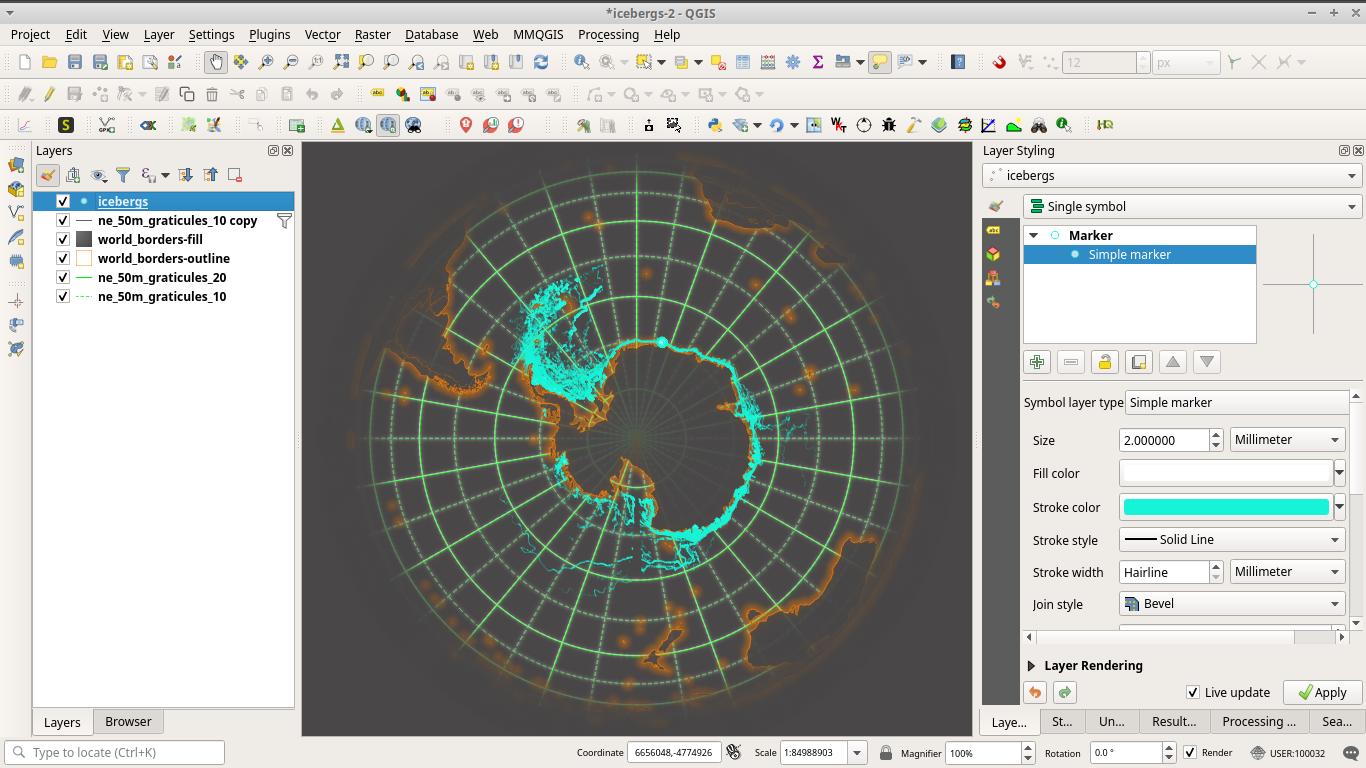 *icebergs-2 - QGIS
Project Edit View Layer Settings Plugins Vector Raster Database Web MMQGIS Processing Help
12 px
Layers
icebergs
ne_50m_graticules_10 copy
world_borders-fill
world_borders-outline
ne_50m_graticules_20
ne_50m_graticules_10
Layers Browser
Layer Styling
icebergs
Single symbol
Marker
Simple marker
Symbol layer type Simple marker
Size 2.000000 Millimeter
Fill color
Stroke color
Stroke style Solid Line
Stroke width Hairline Millimeter
Join style Bevel
Layer Rendering
Live update Apply
Laye... St... Un... Result... Processing ... Sea...
Type to locate (Ctrl+K) Coordinate 6656048,-4774926 Scale 1:84988903 Magnifier 100% Rotation 0.0 ° Render USER:100032